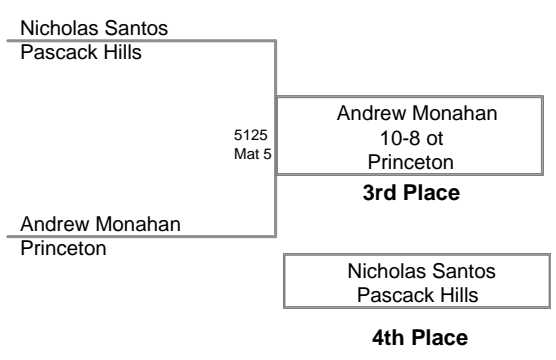 Nicholas Santos
Pascack Hills
Andrew Monahan
10-8 ot
Princeton
5125
Mat 5
3rd Place
Andrew Monahan
Princeton
Nicholas Santos
Pascack Hills
4th Place